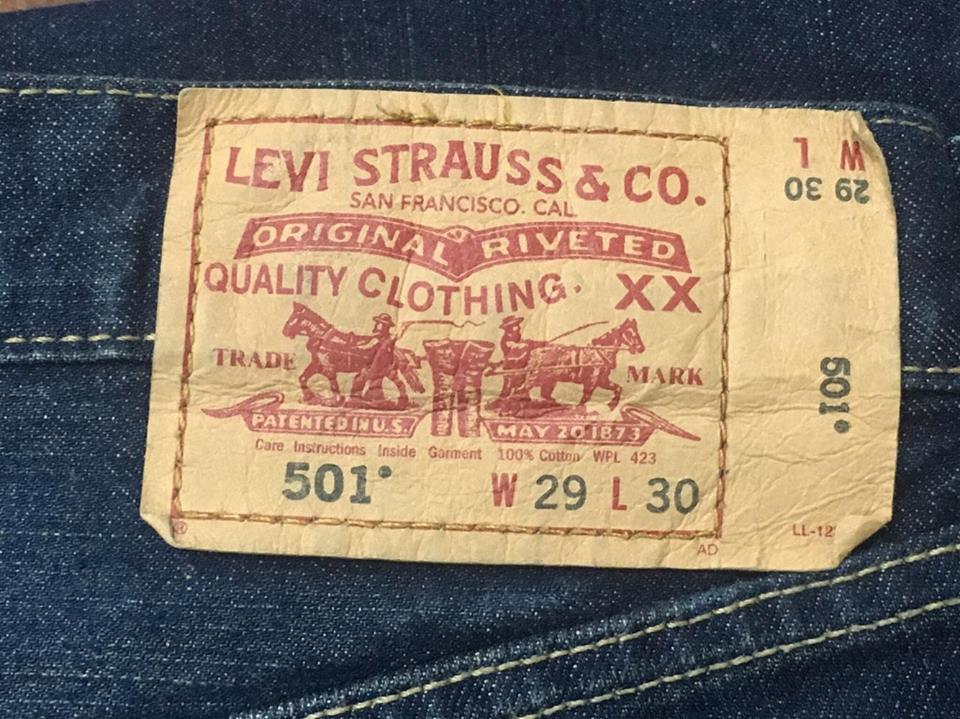 LEVI STRAUSS & CO.
SAN FRANCISCO. CAL.
ORIGINAL RIVETED
QUALITY CLOTHING. XX
TRADE MARK
PATENTED IN U.S. MAY 20 1873
Care Instructions Inside Garment 100% Cotton WPL 423
501® W 29 L 30
®
AD
W L
29 30
501®
LL-12